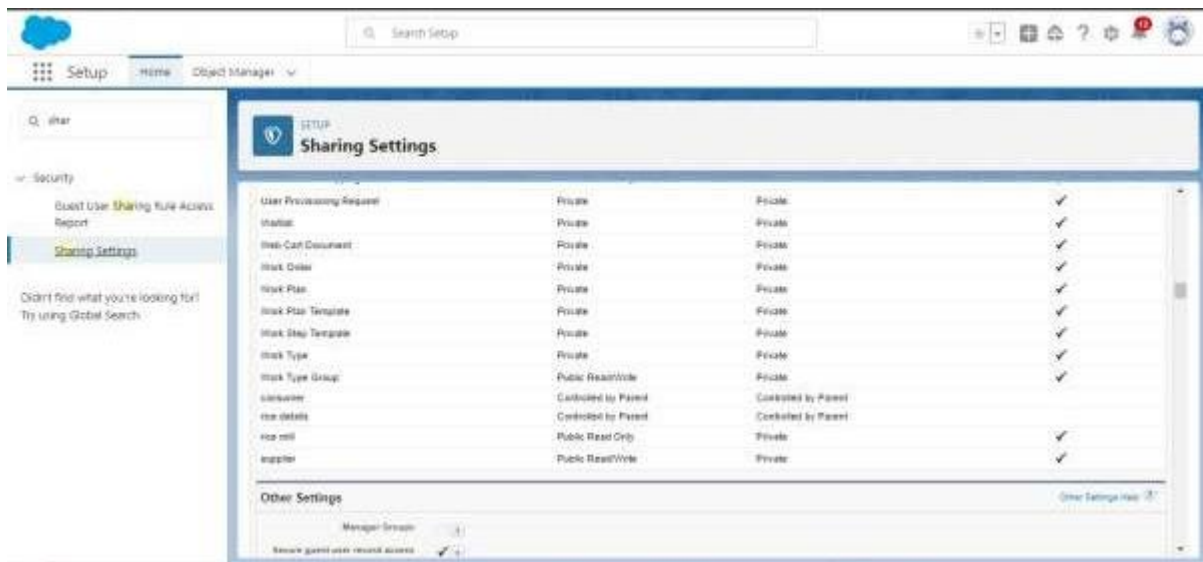 Search Setup
Setup Home Object Manager
shar
SETUP
Sharing Settings
Security
Guest User Sharing Rule Access
Report
Sharing Settings
Didn't find what you're looking for?
Try using Global Search.
User Provisioning Request Private Private
Waitlist Private Private
Web Cart Document Private Private
Work Order Private Private
Work Plan Private Private
Work Plan Template Private Private
Work Step Template Private Private
Work Type Private Private
Work Type Group Public Read/Write Private
consumer Controlled by Parent Controlled by Parent
rice details Controlled by Parent Controlled by Parent
rice mill Public Read Only Private
supplier Public Read/Write Private
Other Settings Other Settings Help ?
Manager Groups
Secure guest user record access